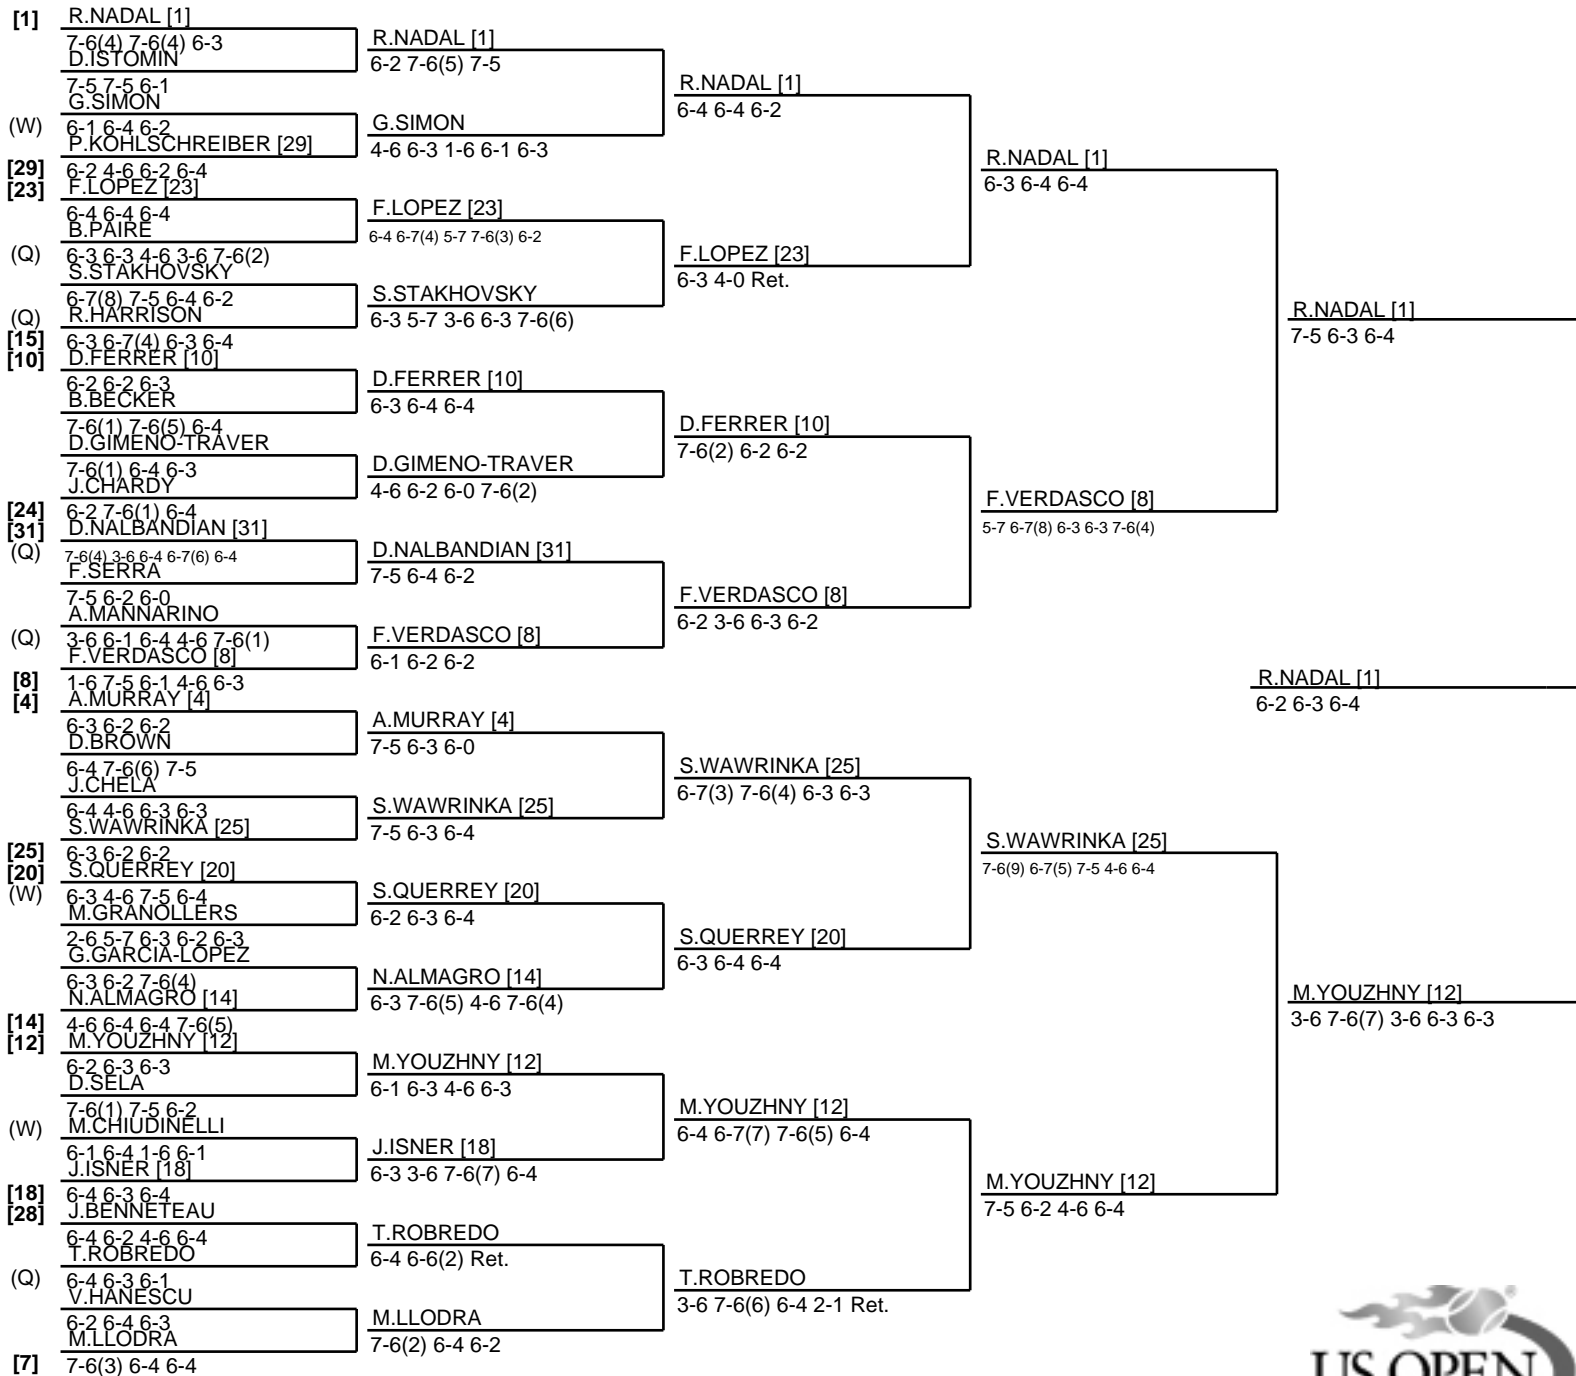 [1]
R.NADAL [1]
7-6(4) 7-6(4) 6-3
D.ISTOMIN
7-5 7-5 6-1
G.SIMON
(W)
6-1 6-4 6-2
P.KOHLSCHREIBER [29]
[29]
6-2 4-6 6-2 6-4
[23]
F.LOPEZ [23]
6-4 6-4 6-4
B.PAIRE
(Q)
6-3 6-3 4-6 3-6 7-6(2)
S.STAKHOVSKY
6-7(8) 7-5 6-4 6-2
R.HARRISON
(Q)
[15]
6-3 6-7(4) 6-3 6-4
[10]
D.FERRER [10]
6-2 6-2 6-3
B.BECKER
7-6(1) 7-6(5) 6-4
D.GIMENO-TRAVER
7-6(1) 6-4 6-3
J.CHARDY
[24]
6-2 7-6(1) 6-4
[31]
D.NALBANDIAN [31]
(Q)
7-6(4) 3-6 6-4 6-7(6) 6-4
F.SERRA
7-5 6-2 6-0
A.MANNARINO
(Q)
3-6 6-1 6-4 4-6 7-6(1)
F.VERDASCO [8]
[8]
1-6 7-5 6-1 4-6 6-3
[4]
A.MURRAY [4]
6-3 6-2 6-2
D.BROWN
6-4 7-6(6) 7-5
J.CHELA
6-4 4-6 6-3 6-3
S.WAWRINKA [25]
[25]
6-3 6-2 6-2
[20]
S.QUERREY [20]
(W)
6-3 4-6 7-5 6-4
M.GRANOLLERS
2-6 5-7 6-3 6-2 6-3
G.GARCIA-LOPEZ
6-3 6-2 7-6(4)
N.ALMAGRO [14]
[14]
4-6 6-4 6-4 7-6(5)
[12]
M.YOUZHNY [12]
6-2 6-3 6-3
D.SELA
7-6(1) 7-5 6-2
M.CHIUDINELLI
(W)
6-1 6-4 1-6 6-1
J.ISNER [18]
[18]
6-4 6-3 6-4
[28]
J.BENNETEAU
6-4 6-2 4-6 6-4
T.ROBREDO
(Q)
6-4 6-3 6-1
V.HANESCU
6-2 6-4 6-3
M.LLODRA
[7]
7-6(3) 6-4 6-4
R.NADAL [1]
6-2 7-6(5) 7-5
G.SIMON
4-6 6-3 1-6 6-1 6-3
F.LOPEZ [23]
6-4 6-7(4) 5-7 7-6(3) 6-2
S.STAKHOVSKY
6-3 5-7 3-6 6-3 7-6(6)
D.FERRER [10]
6-3 6-4 6-4
D.GIMENO-TRAVER
4-6 6-2 6-0 7-6(2)
D.NALBANDIAN [31]
7-5 6-4 6-2
F.VERDASCO [8]
6-1 6-2 6-2
A.MURRAY [4]
7-5 6-3 6-0
S.WAWRINKA [25]
7-5 6-3 6-4
S.QUERREY [20]
6-2 6-3 6-4
N.ALMAGRO [14]
6-3 7-6(5) 4-6 7-6(4)
M.YOUZHNY [12]
6-1 6-3 4-6 6-3
J.ISNER [18]
6-3 3-6 7-6(7) 6-4
T.ROBREDO
6-4 6-6(2) Ret.
M.LLODRA
7-6(2) 6-4 6-2
R.NADAL [1]
6-4 6-4 6-2
F.LOPEZ [23]
6-3 4-0 Ret.
D.FERRER [10]
7-6(2) 6-2 6-2
F.VERDASCO [8]
6-2 3-6 6-3 6-2
S.WAWRINKA [25]
6-7(3) 7-6(4) 6-3 6-3
S.QUERREY [20]
6-3 6-4 6-4
M.YOUZHNY [12]
6-4 6-7(7) 7-6(5) 6-4
T.ROBREDO
3-6 7-6(6) 6-4 2-1 Ret.
R.NADAL [1]
6-3 6-4 6-4
F.VERDASCO [8]
5-7 6-7(8) 6-3 6-3 7-6(4)
S.WAWRINKA [25]
7-6(9) 6-7(5) 7-5 4-6 6-4
M.YOUZHNY [12]
7-5 6-2 4-6 6-4
R.NADAL [1]
7-5 6-3 6-4
M.YOUZHNY [12]
3-6 7-6(7) 3-6 6-3 6-3
R.NADAL [1]
6-2 6-3 6-4
US OPEN